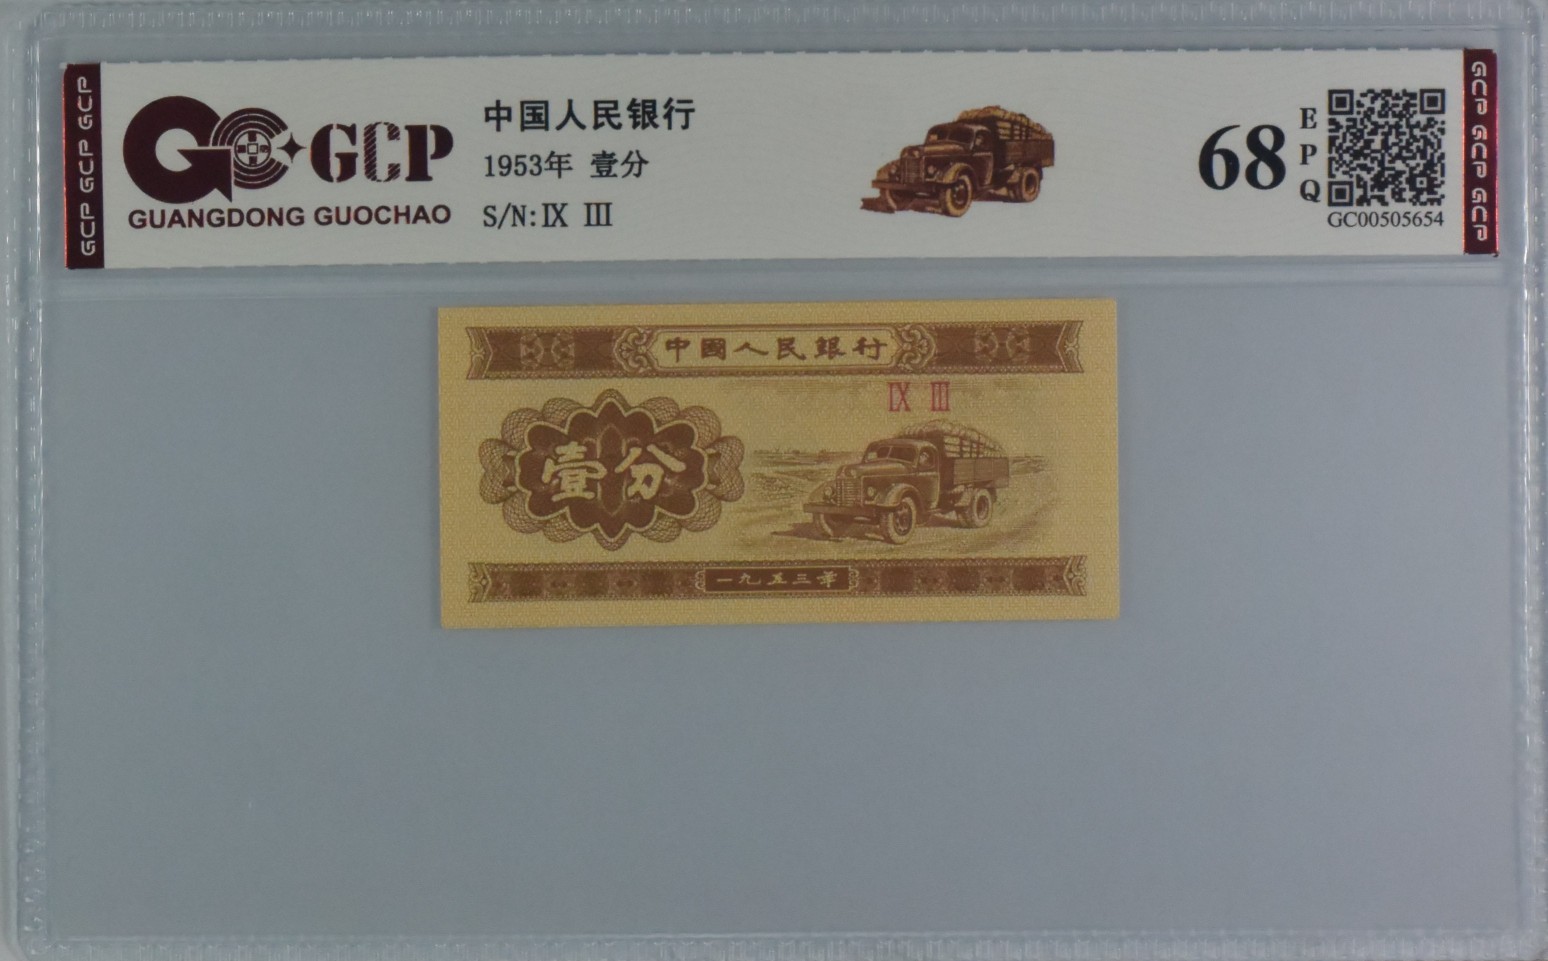 GCP GCP GCP
GCP
GUANGDONG GUOCHAO
中国人民银行
1953年 壹分
S/N:Ⅸ Ⅲ
68
EPQ
GC00505654
GCP GCP GCP
中國人民銀行
Ⅸ Ⅲ
壹分
一九五三年